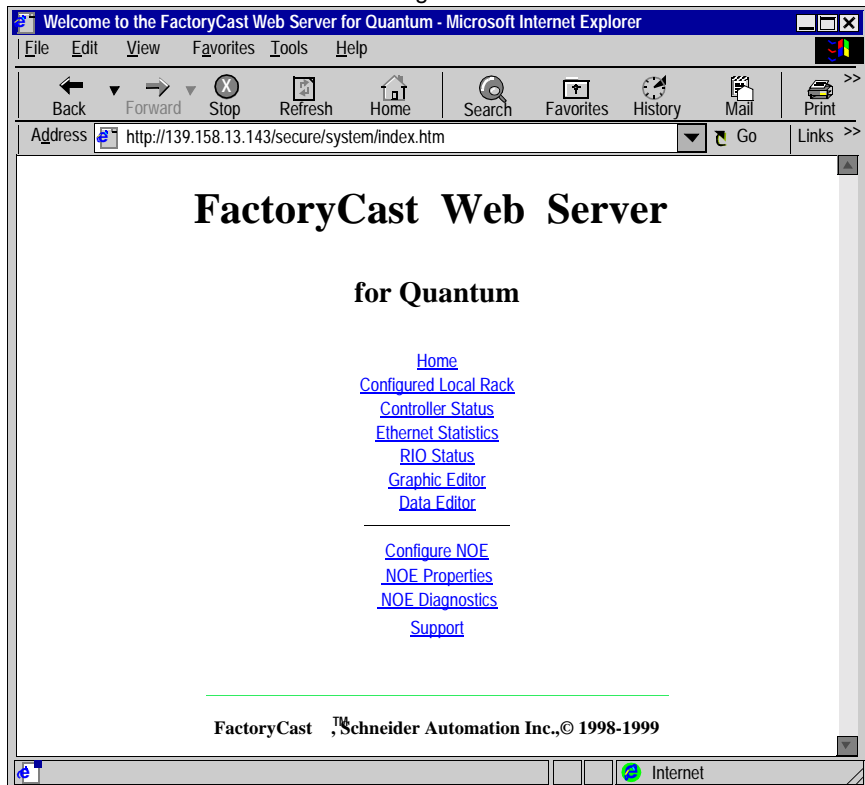 Welcome to the FactoryCast Web Server for Quantum - Microsoft Internet Explorer
File Edit View Favorites Tools Help
Back Forward Stop Refresh Home Search Favorites History Mail Print >>
Address http://139.158.13.143/secure/system/index.htm Go Links >>
FactoryCast Web Server
for Quantum
Home
Configured Local Rack
Controller Status
Ethernet Statistics
RIO Status
Graphic Editor
Data Editor
Configure NOE
NOE Properties
NOE Diagnostics
Support
FactoryCast ,™Schneider Automation Inc.,© 1998-1999
Internet